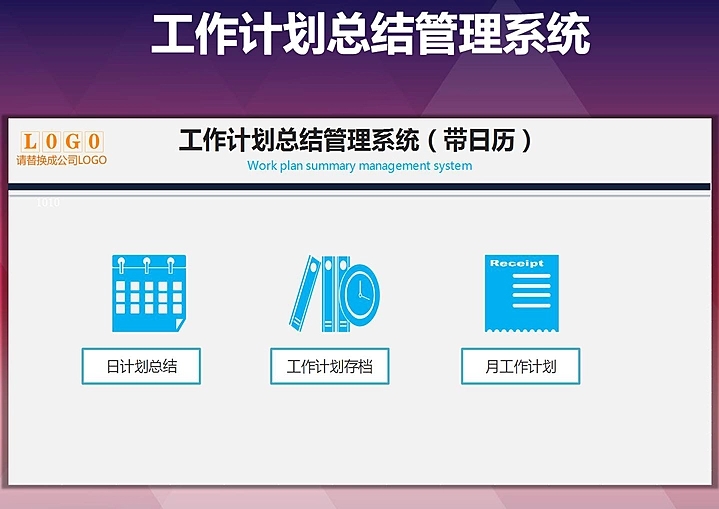 工作计划总结管理系统
LOGO
请替换成公司LOGO
工作计划总结管理系统（带日历）
Work plan summary management system
Receipt
日计划总结
工作计划存档
月工作计划